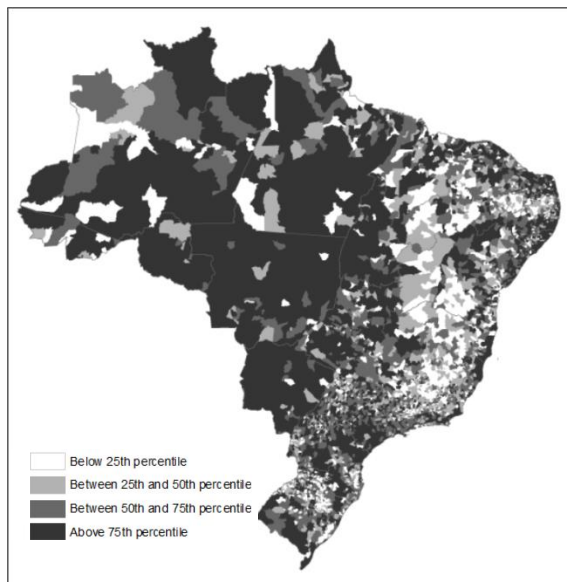 Below 25th percentile
Between 25th and 50th percentile
Between 50th and 75th percentile
Above 75th percentile